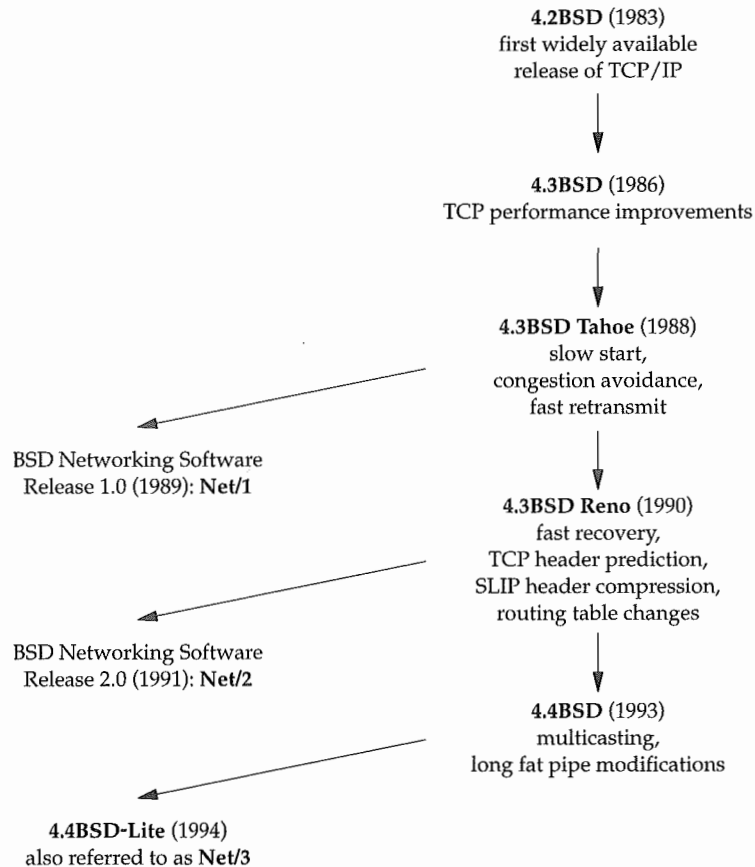 4.2BSD (1983)
first widely available
release of TCP/IP
4.3BSD (1986)
TCP performance improvements
4.3BSD Tahoe (1988)
slow start,
congestion avoidance,
fast retransmit
BSD Networking Software
Release 1.0 (1989): Net/1
4.3BSD Reno (1990)
fast recovery,
TCP header prediction,
SLIP header compression,
routing table changes
BSD Networking Software
Release 2.0 (1991): Net/2
4.4BSD (1993)
multicasting,
long fat pipe modifications
4.4BSD-Lite (1994)
also referred to as Net/3